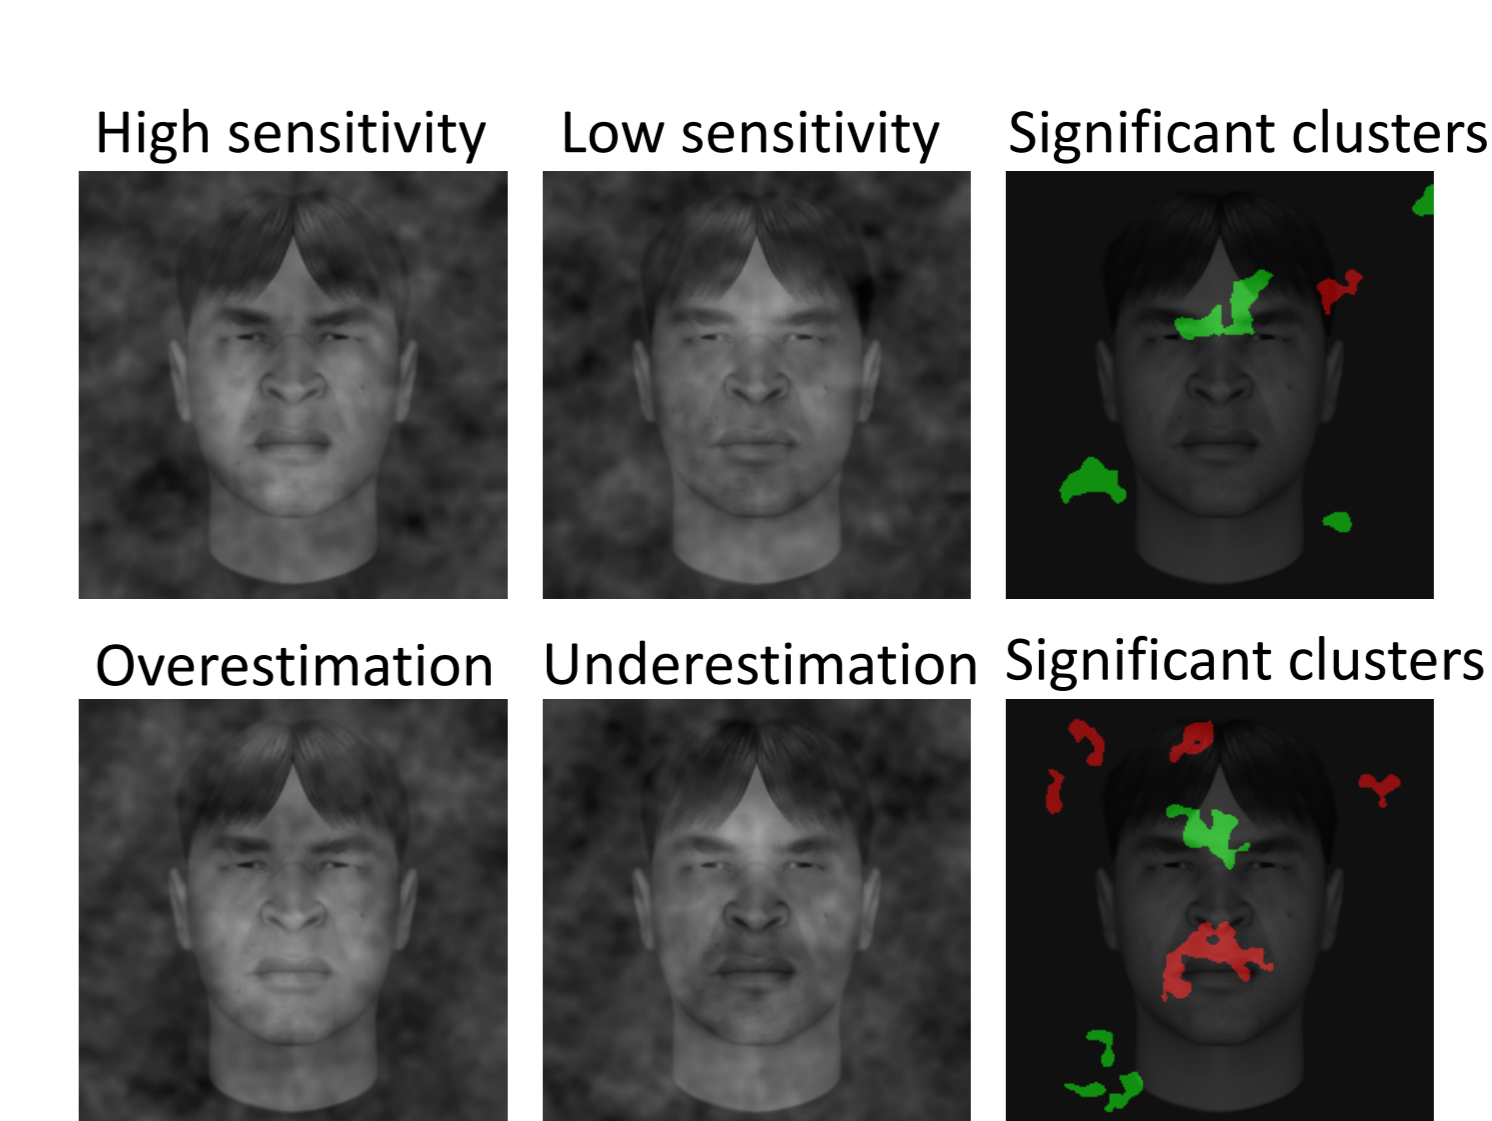 High sensitivity
Low sensitivity
Significant clusters
Overestimation
Underestimation
Significant clusters